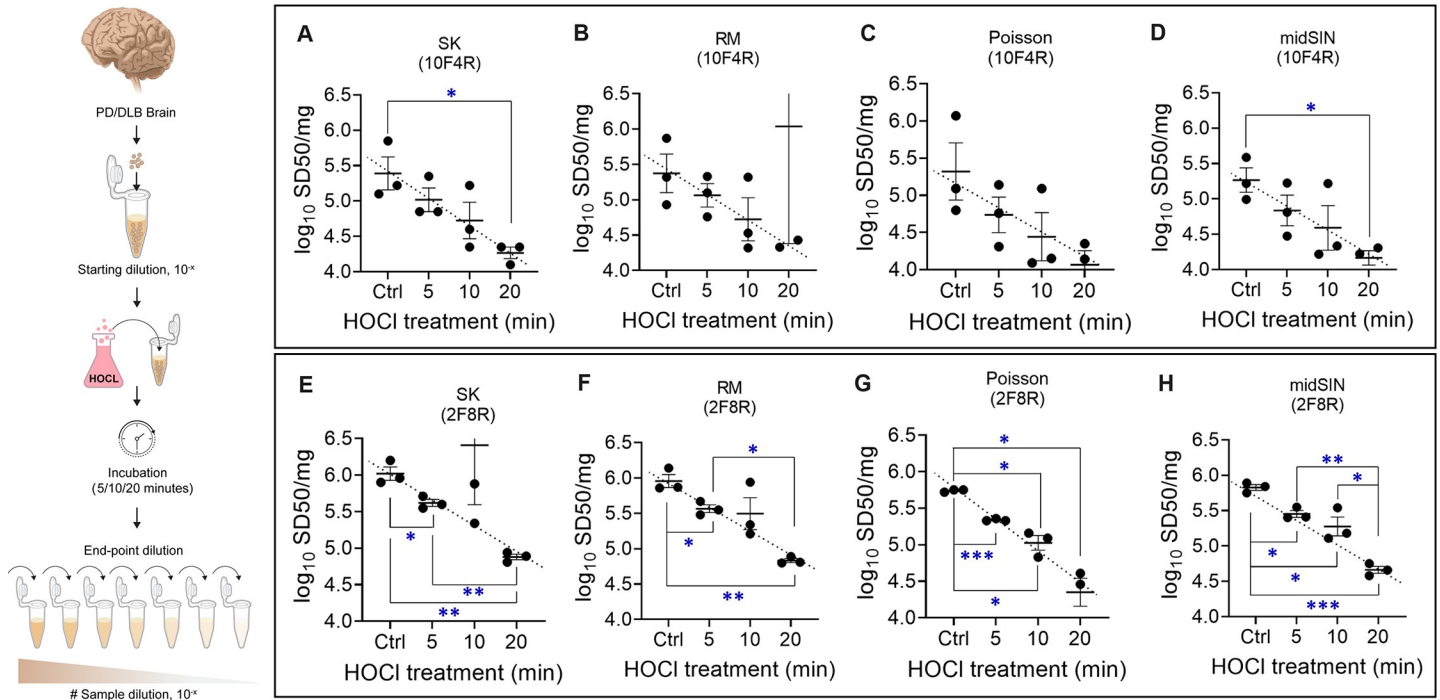 PD/DLB Brain
Starting dilution, 10-x
HOCL
Incubation
(5/10/20 minutes)
End-point dilution
# Sample dilution, 10-x
A
SK
(10F4R)
*
log10 SD50/mg
6.5
6.0
5.5
5.0
4.5
4.0
Ctrl 5 10 20
HOCl treatment (min)
B
RM
(10F4R)
log10 SD50/mg
6.5
6.0
5.5
5.0
4.5
4.0
Ctrl 5 10 20
HOCl treatment (min)
C
Poisson
(10F4R)
log10 SD50/mg
6.5
6.0
5.5
5.0
4.5
4.0
Ctrl 5 10 20
HOCl treatment (min)
D
midSIN
(10F4R)
*
log10 SD50/mg
6.5
6.0
5.5
5.0
4.5
4.0
Ctrl 5 10 20
HOCl treatment (min)
E
SK
(2F8R)
log10 SD50/mg
6.5
6.0
5.5
5.0
4.5
4.0
*
**
**
Ctrl 5 10 20
HOCl treatment (min)
F
RM
(2F8R)
log10 SD50/mg
6.5
6.0
5.5
5.0
4.5
4.0
*
*
**
Ctrl 5 10 20
HOCl treatment (min)
G
Poisson
(2F8R)
log10 SD50/mg
6.5
6.0
5.5
5.0
4.5
4.0
*
*
***
*
Ctrl 5 10 20
HOCl treatment (min)
H
midSIN
(2F8R)
log10 SD50/mg
6.5
6.0
5.5
5.0
4.5
4.0
**
*
*
*
***
Ctrl 5 10 20
HOCl treatment (min)